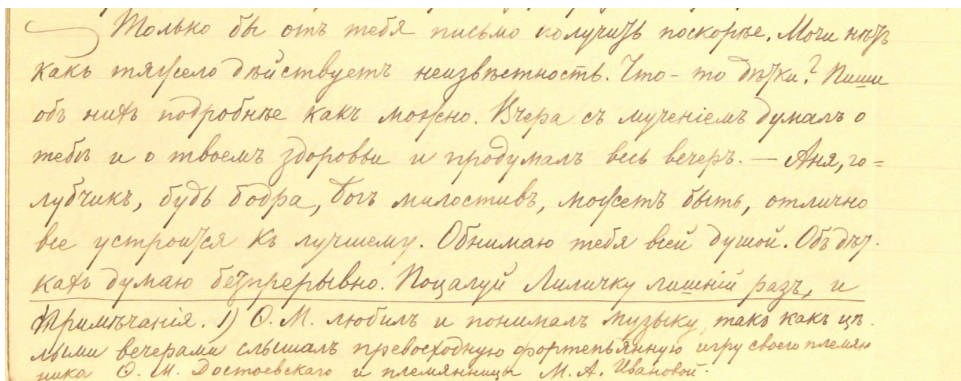 Только бы отъ тебя письмо получить поскорѣе. Мочи нѣтъ
какъ тяжело дѣйствуетъ неизвѣстность. Что-то дѣтки? Пиши
объ нихъ подробнѣе какъ можно. Вчера съ мученіемъ думалъ о
тебѣ и о твоемъ здоровьи и продумалъ весь вечеръ. — Аня, го=
лубчикъ, будь бодра, Богъ милостивъ, можетъ быть, отлично
все устроится къ лучшему. Обнимаю тебя всей душой. Объ дѣт-
кахъ думаю безпрерывно. Поцалуй Лиличку лишній разъ, и
Примѣчанія. 1) Ѳ. М. любилъ и понималъ музыку, такъ какъ цѣ-
лыми вечерами слышалъ превосходную фортепьянную игру своего племян
ника Ѳ. М. Достоевскаго и племянницы М. А. Ивановой.